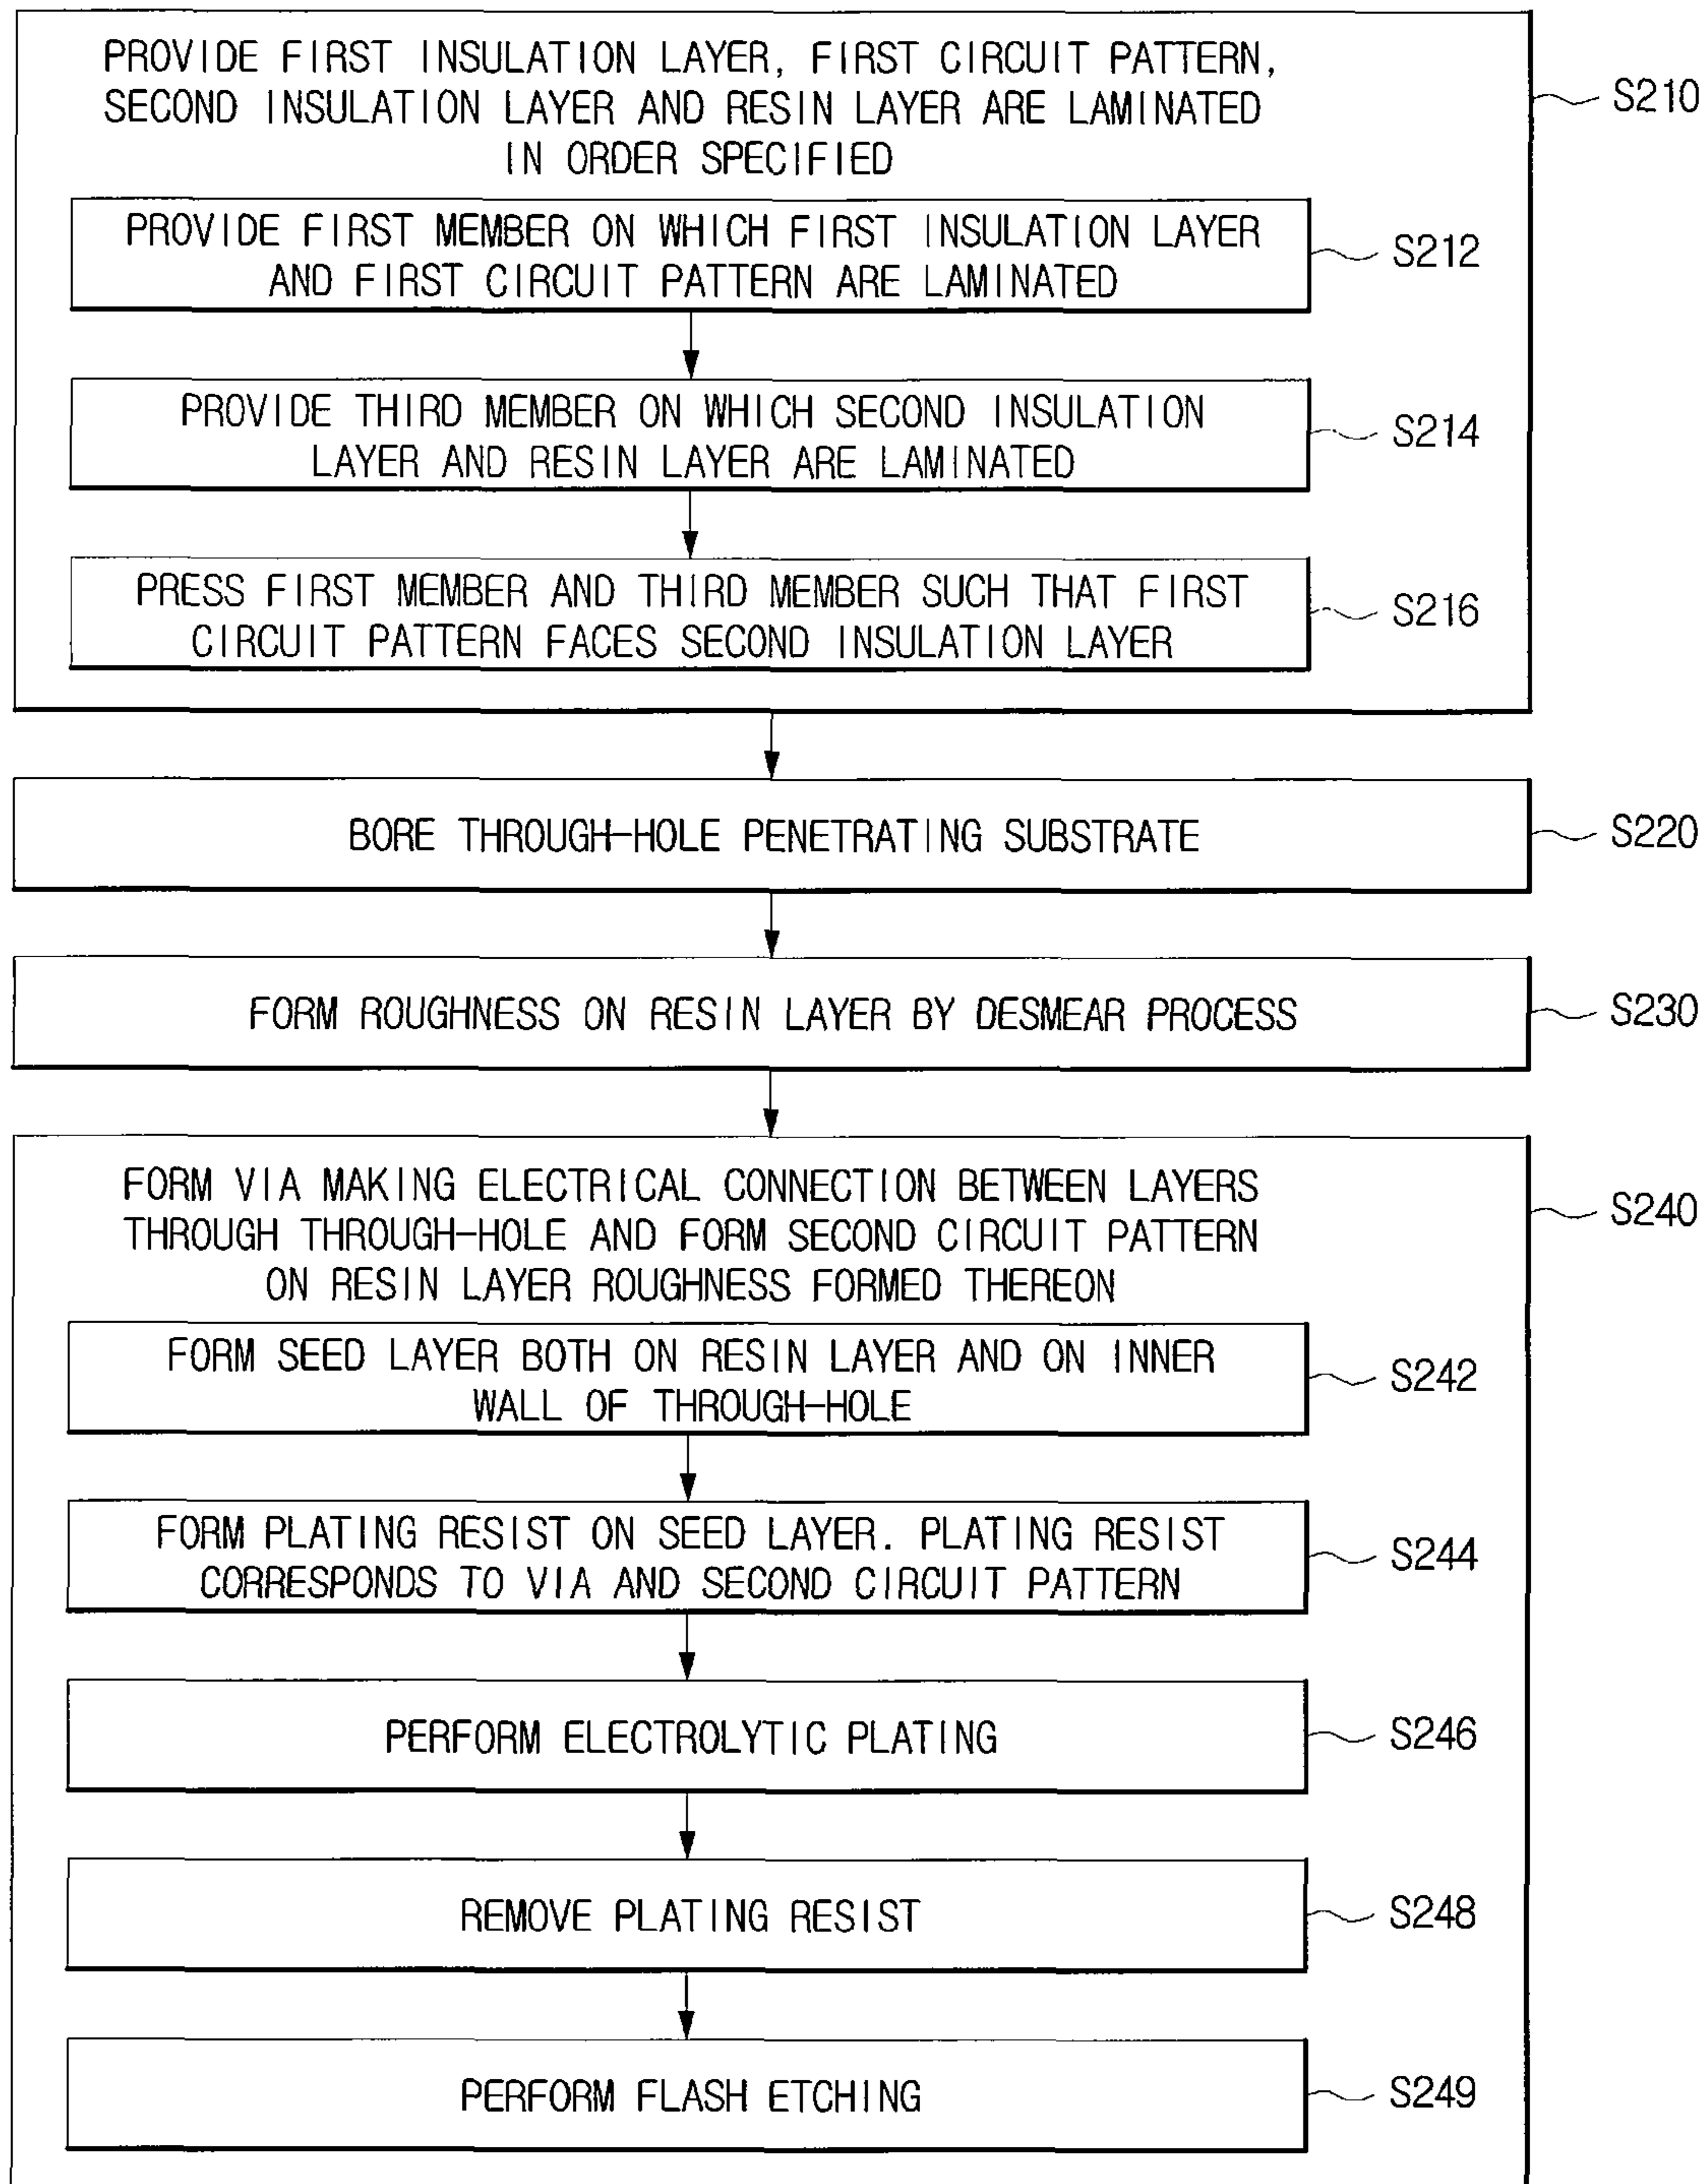 PROVIDE FIRST INSULATION LAYER, FIRST CIRCUIT PATTERN,
SECOND INSULATION LAYER AND RESIN LAYER ARE LAMINATED
IN ORDER SPECIFIED
S210
PROVIDE FIRST MEMBER ON WHICH FIRST INSULATION LAYER
AND FIRST CIRCUIT PATTERN ARE LAMINATED
S212
PROVIDE THIRD MEMBER ON WHICH SECOND INSULATION
LAYER AND RESIN LAYER ARE LAMINATED
S214
PRESS FIRST MEMBER AND THIRD MEMBER SUCH THAT FIRST
CIRCUIT PATTERN FACES SECOND INSULATION LAYER
S216
BORE THROUGH-HOLE PENETRATING SUBSTRATE
S220
FORM ROUGHNESS ON RESIN LAYER BY DESMEAR PROCESS
S230
FORM VIA MAKING ELECTRICAL CONNECTION BETWEEN LAYERS
THROUGH THROUGH-HOLE AND FORM SECOND CIRCUIT PATTERN
ON RESIN LAYER ROUGHNESS FORMED THEREON
S240
FORM SEED LAYER BOTH ON RESIN LAYER AND ON INNER
WALL OF THROUGH-HOLE
S242
FORM PLATING RESIST ON SEED LAYER. PLATING RESIST
CORRESPONDS TO VIA AND SECOND CIRCUIT PATTERN
S244
PERFORM ELECTROLYTIC PLATING
S246
REMOVE PLATING RESIST
S248
PERFORM FLASH ETCHING
S249